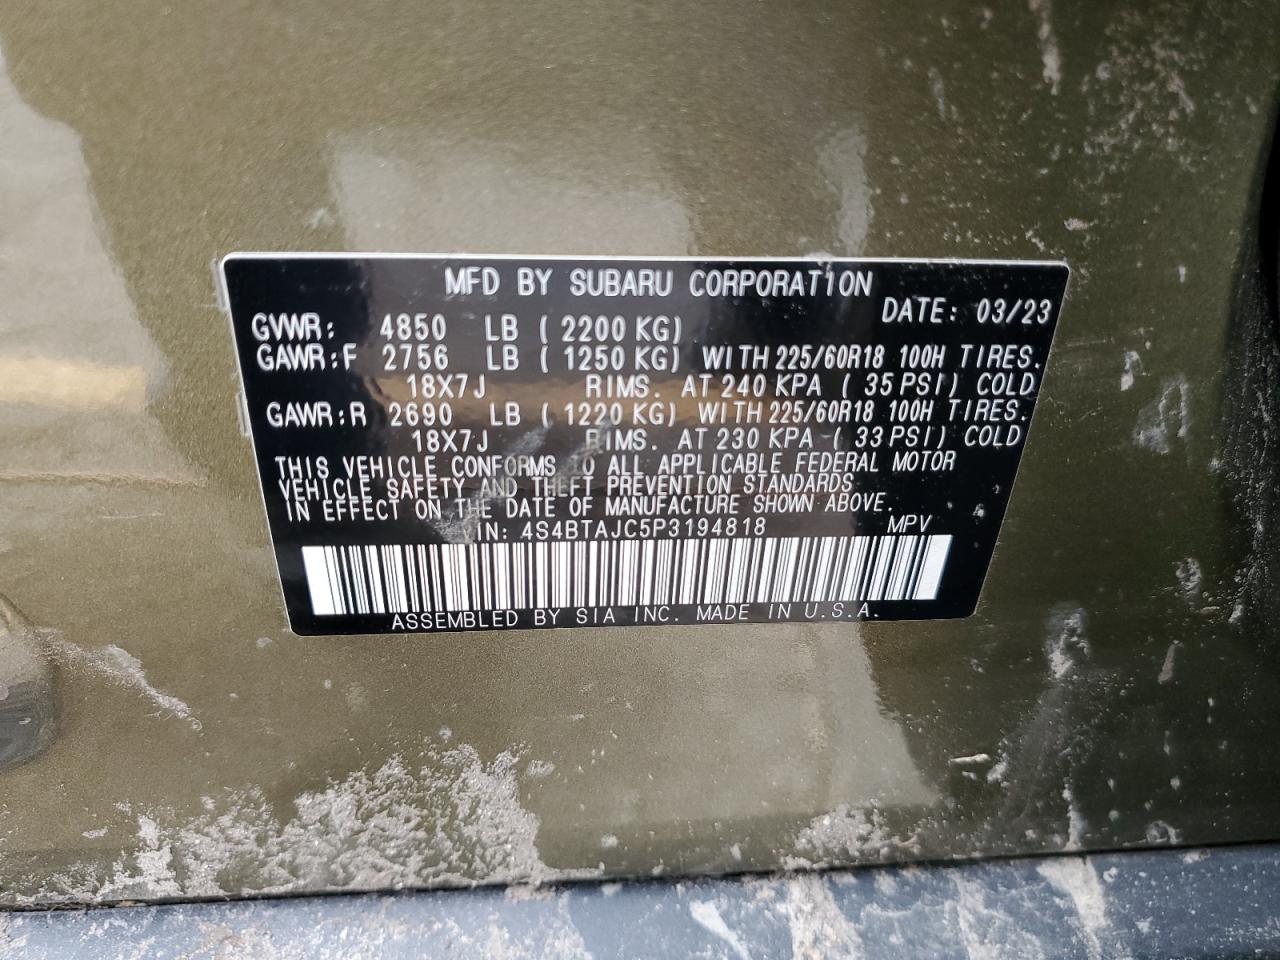 MFD BY SUBARU CORPORATION
DATE: 03/23
GVWR: 4850 LB (2200 KG)
GAWR:F 2756 LB (1250 KG) WITH 225/60R18 100H TIRES.
18X7J RIMS. AT 240 KPA (35 PSI) COLD
GAWR:R 2690 LB (1220 KG) WITH 225/60R18 100H TIRES.
18X7J RIMS. AT 230 KPA (33 PSI) COLD
THIS VEHICLE CONFORMS TO ALL APPLICABLE FEDERAL MOTOR
VEHICLE SAFETY AND THEFT PREVENTION STANDARDS
IN EFFECT ON THE DATE OF MANUFACTURE SHOWN ABOVE.
IN: 4S4BTAJC5P3194818 MPV
ASSEMBLED BY SIA INC. MADE IN U.S.A.